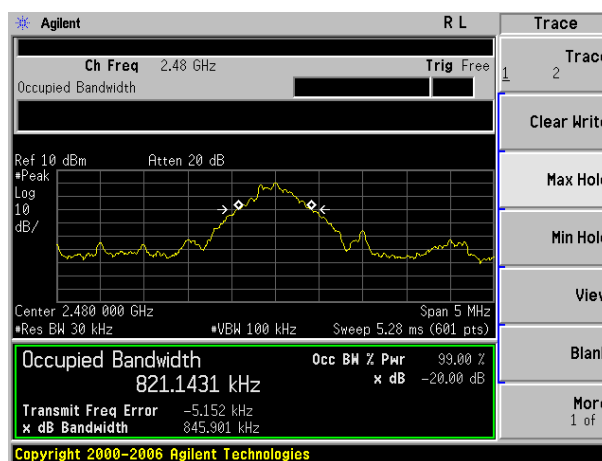 Agilent R L Trace
Ch Freq 2.48 GHz Trig Free
Occupied Bandwidth
Trace
1 2
Clear Write
Max Hold
Min Hold
View
Blank
More
1 of
Ref 10 dBm Atten 20 dB
#Peak
Log
10
dB/
Center 2.480 000 GHz Span 5 MHz
#Res BW 30 kHz #VBW 100 kHz Sweep 5.28 ms (601 pts)
Occupied Bandwidth Occ BW % Pwr 99.00 %
821.1431 kHz x dB -20.00 dB
Transmit Freq Error -5.152 kHz
x dB Bandwidth 845.901 kHz
Copyright 2000-2006 Agilent Technologies